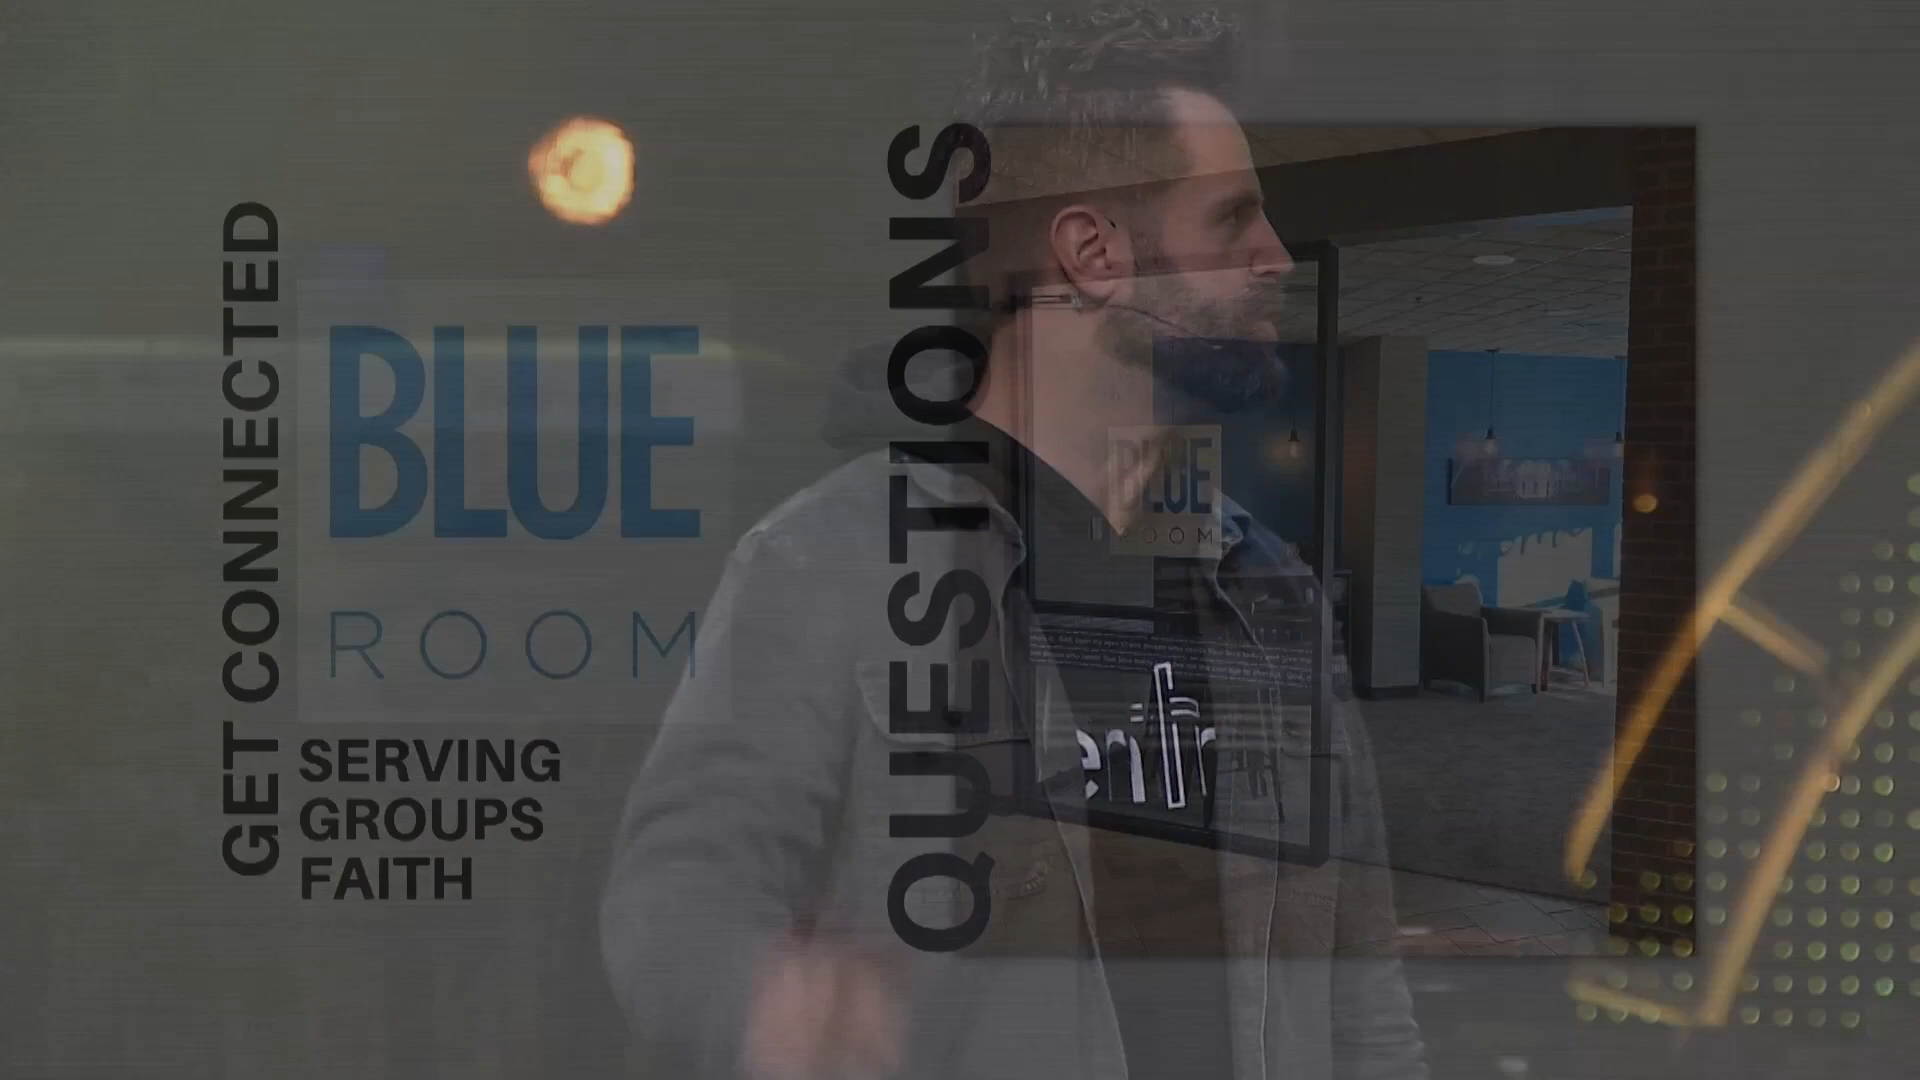 GET CONNECTED
BLUE
ROOM
SERVING
GROUPS
FAITH
QUESTIONS
BLUE
ROOM